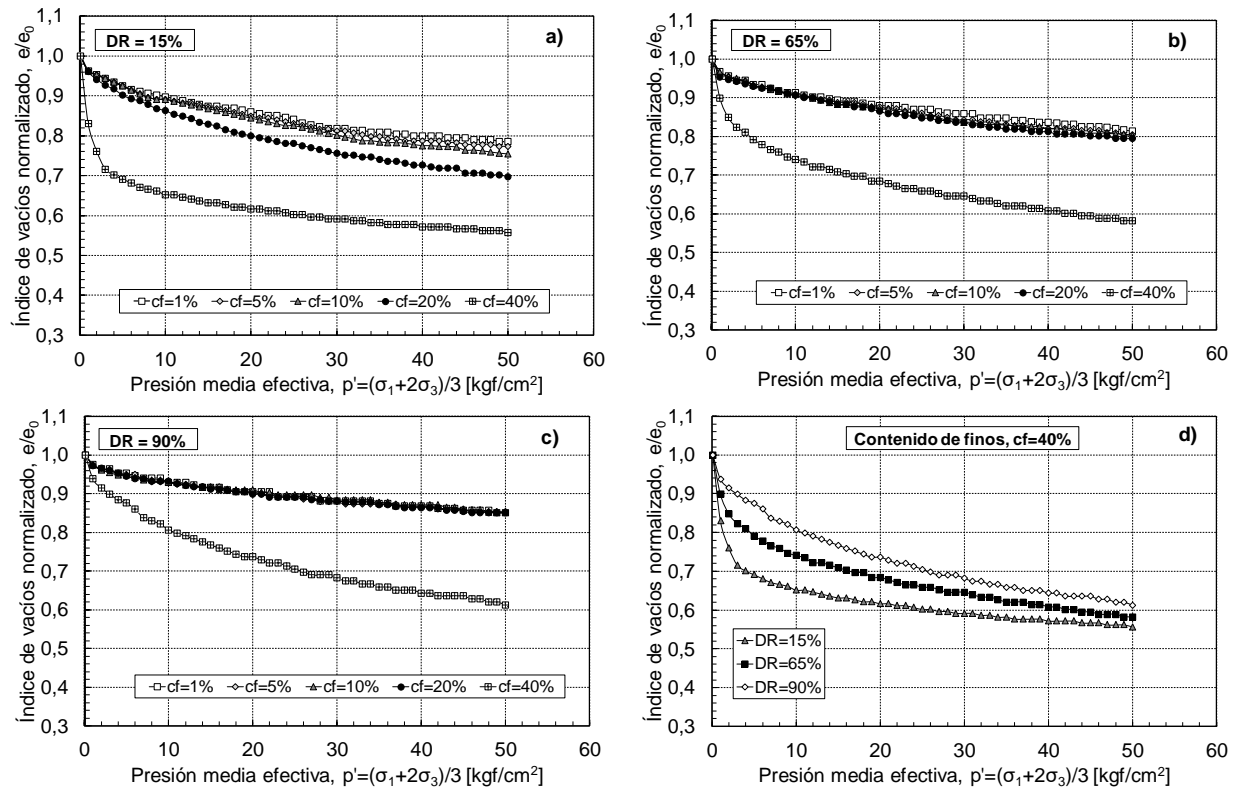 a)
DR = 15%
Índice de vacíos normalizado, e/e0
1,1
1,0
0,9
0,8
0,7
0,6
0,5
0,4
0,3
cf=1% cf=5% cf=10% cf=20% cf=40%
0 10 20 30 40 50 60
Presión media efectiva, p'=(σ1+2σ3)/3 [kgf/cm2]
b)
DR = 65%
Índice de vacíos normalizado, e/e0
1,1
1,0
0,9
0,8
0,7
0,6
0,5
0,4
0,3
cf=1% cf=5% cf=10% cf=20% cf=40%
0 10 20 30 40 50 60
Presión media efectiva, p'=(σ1+2σ3)/3 [kgf/cm2]
c)
DR = 90%
Índice de vacíos normalizado, e/e0
1,1
1,0
0,9
0,8
0,7
0,6
0,5
0,4
0,3
cf=1% cf=5% cf=10% cf=20% cf=40%
0 10 20 30 40 50 60
Presión media efectiva, p'=(σ1+2σ3)/3 [kgf/cm2]
d)
Contenido de finos, cf=40%
Índice de vacíos normalizado, e/e0
1,1
1,0
0,9
0,8
0,7
0,6
0,5
0,4
0,3
DR=15%
DR=65%
DR=90%
0 10 20 30 40 50 60
Presión media efectiva, p'=(σ1+2σ3)/3 [kgf/cm2]